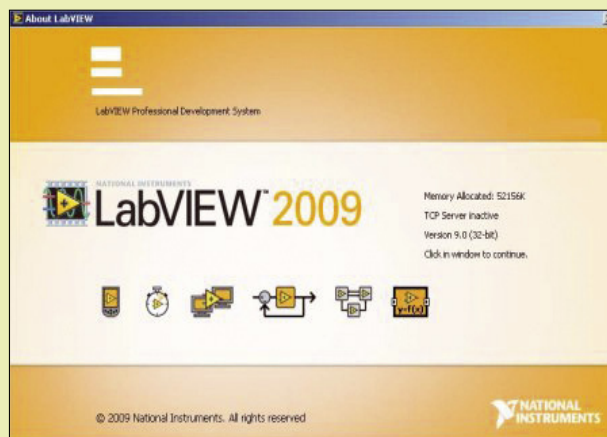 About LabVIEW
LabVIEW Professional Development System
NATIONAL INSTRUMENTS
LabVIEW™ 2009
Memory Allocated: 52156K
TCP Server inactive
Version 9.0 (32-bit)
Click in window to continue.
y=f(x)
© 2009 National Instruments. All rights reserved
NATIONAL
INSTRUMENTS